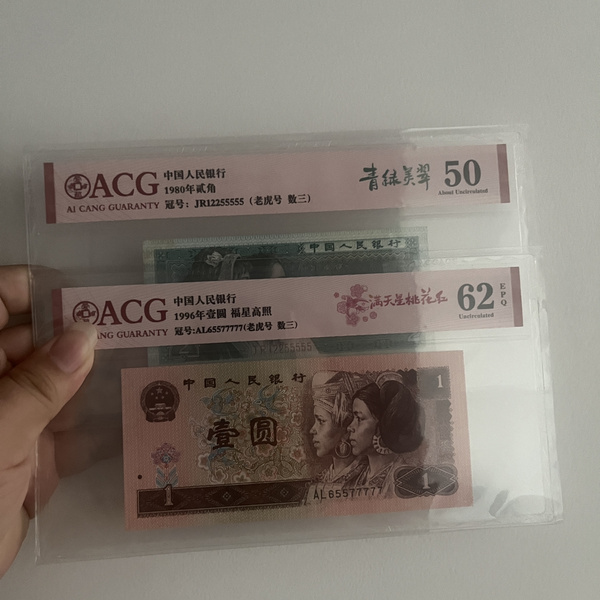 ACG
AI CANG GUARANTY
中国人民银行
1980年贰角
冠号：JR12255555（老虎号 数三）
青绿美翠
50
About Uncirculated
中国人民银行
ACG
CANG GUARANTY
中国人民银行
1996年壹圆 福星高照
冠号:AL65577777(老虎号 数三)
满天星桃花红
62
EPQ
Uncirculated
中国人民银行
1
壹圆
1
AL65577777
1